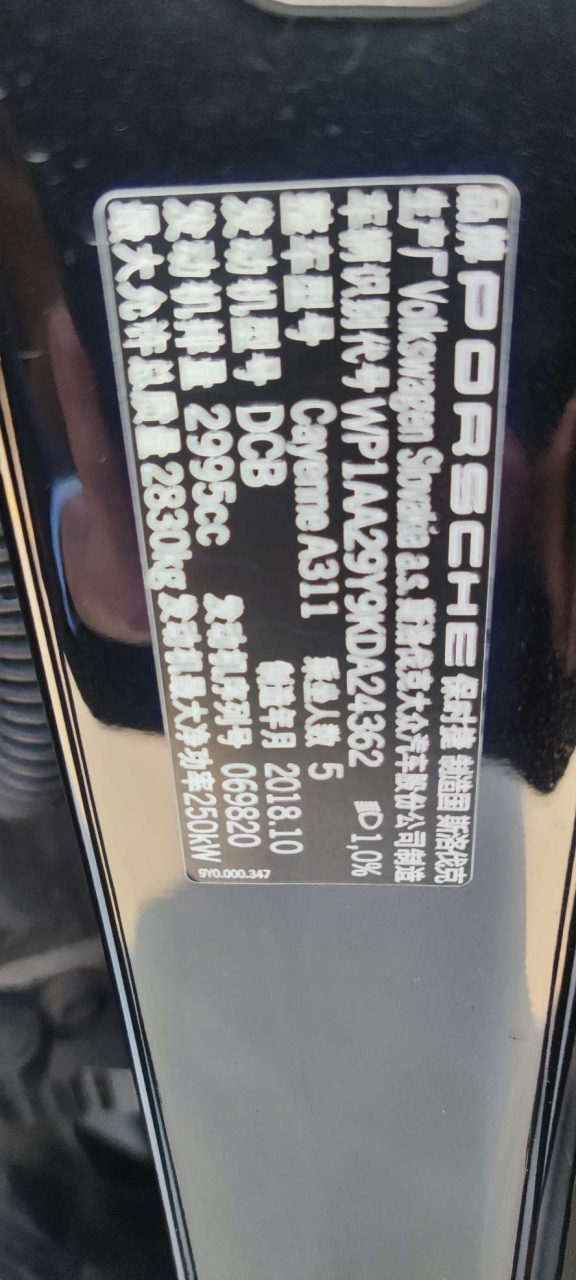 品牌 PORSCHE 保时捷 制造国 斯洛伐克
生产厂 Volkswagen Slovakia a.s. 斯洛伐克大众汽车股份公司制造
车辆识别代号 WP1AA29Y9KDA24362 1,0%
整车型号 Cayenne A311 乘坐人数 5
发动机型号 DCB 制造年月 2018.10
发动机排量 2995cc 发动机序列号 069820
最大允许总质量 2830kg 发动机最大净功率 250kW
9Y0.000.347